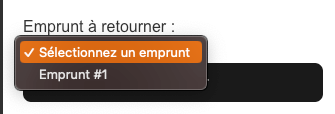 Emprunt à retourner :
✓ Sélectionnez un emprunt
Emprunt #1